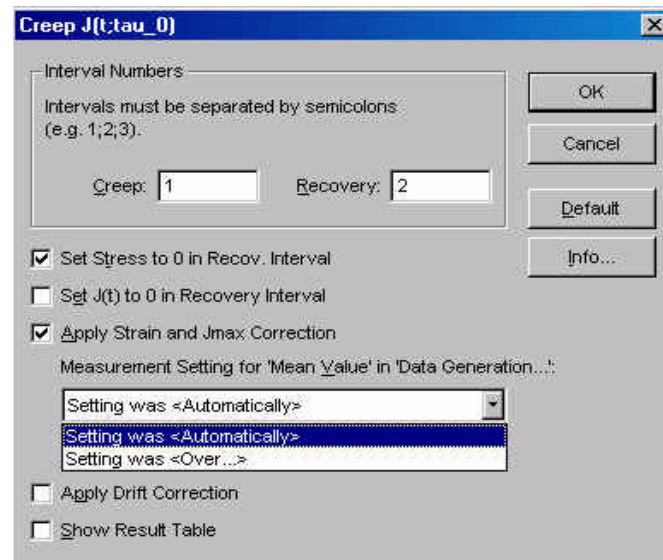 Creep J(t;tau_0)
Interval Numbers
Intervals must be separated by semicolons
(e.g. 1;2;3).
Creep: 1 Recovery: 2
OK
Cancel
Default
Info...
Set Stress to 0 in Recov. Interval
Set J(t) to 0 in Recovery Interval
Apply Strain and Jmax Correction
Measurement Setting for 'Mean Value' in 'Data Generation...':
Setting was <Automatically>
Setting was <Automatically>
Setting was <Over...>
Apply Drift Correction
Show Result Table